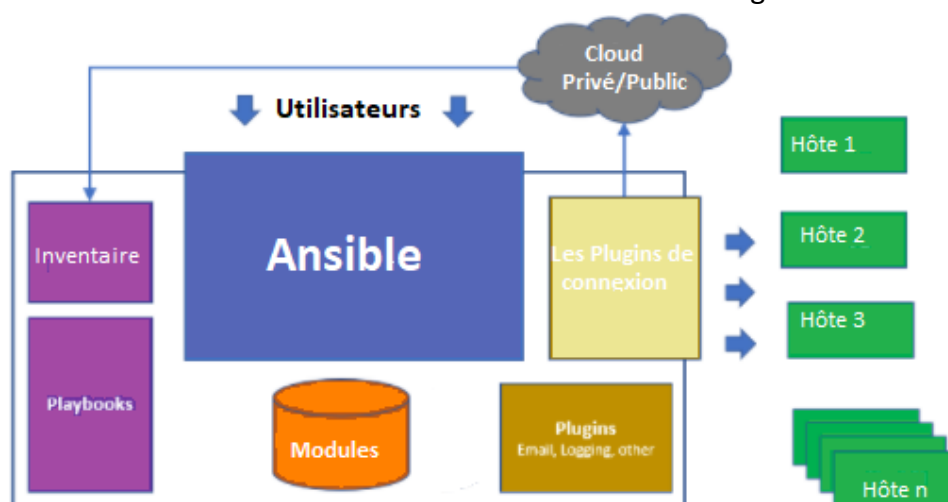 Cloud
Privé/Public
Utilisateurs
Hôte 1
Inventaire
Ansible
Les Plugins de
connexion
Hôte 2
Hôte 3
Playbooks
Modules
Plugins
Email, Logging, other
Hôte n